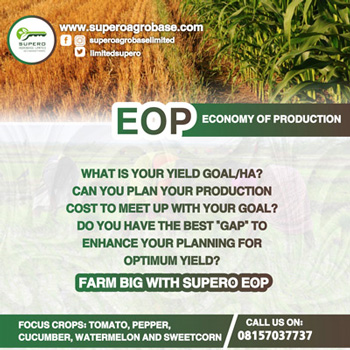 www.superoagrobase.com
superoagrobaselimited
limitedsupero
SUPERO
EOP
ECONOMY OF PRODUCTION
WHAT IS YOUR YIELD GOAL/HA?
CAN YOU PLAN YOUR PRODUCTION
COST TO MEET UP WITH YOUR GOAL?
DO YOU HAVE THE BEST "GAP" TO
ENHANCE YOUR PLANNING FOR
OPTIMUM YIELD?
FARM BIG WITH SUPERO EOP
FOCUS CROPS: TOMATO, PEPPER,
CUCUMBER, WATERMELON AND SWEETCORN
CALL US ON:
08157037737